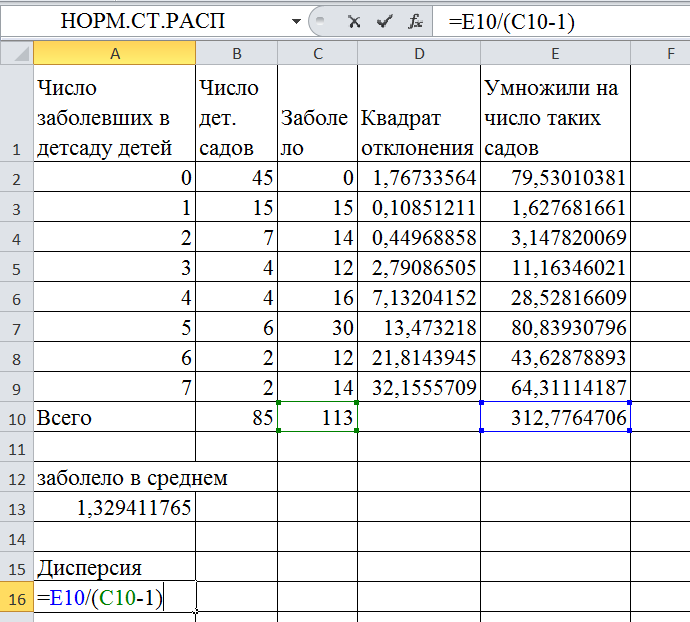 НОРМ.СТ.РАСП =E10/(C10-1)
A B C D E F
1 Число заболевших в детсаду детей Число дет. садов Заболело Квадрат отклонения Умножили на число таких садов
2 0 45 0 1,76733564 79,53010381
3 1 15 15 0,10851211 1,627681661
4 2 7 14 0,44968858 3,147820069
5 3 4 12 2,79086505 11,16346021
6 4 4 16 7,13204152 28,52816609
7 5 6 30 13,473218 80,83930796
8 6 2 12 21,8143945 43,62878893
9 7 2 14 32,1555709 64,31114187
10 Всего 85 113 312,7764706
11
12 заболело в среднем
13 1,329411765
14
15 Дисперсия
16 =E10/(C10-1)